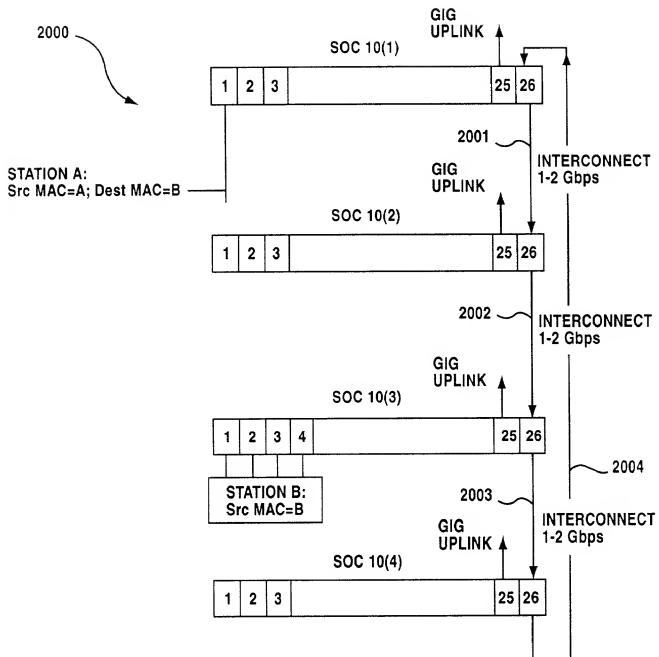 2000
GIG
UPLINK
SOC 10(1)
1 2 3 25 26
2001
INTERCONNECT
1-2 Gbps
STATION A:
Src MAC=A; Dest MAC=B
GIG
UPLINK
SOC 10(2)
1 2 3 25 26
2002
INTERCONNECT
1-2 Gbps
GIG
UPLINK
SOC 10(3)
1 2 3 4 25 26
2004
STATION B:
Src MAC=B
2003
INTERCONNECT
1-2 Gbps
GIG
UPLINK
SOC 10(4)
1 2 3 25 26